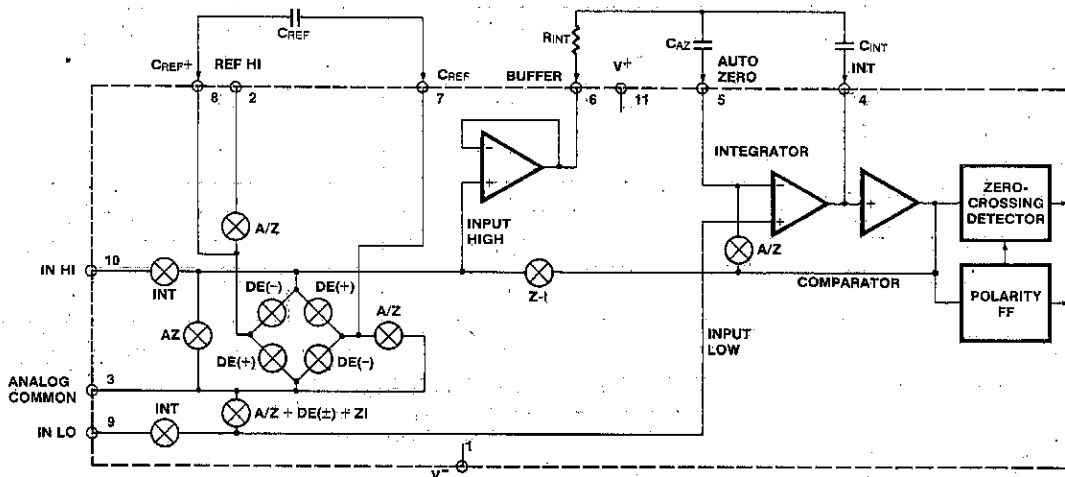 CREF
RINT
CAZ
CINT
CREF+
REF HI
CREF
BUFFER
V+
AUTO
ZERO
INT
8
2
7
6
11
5
4
INTEGRATOR
−
+
−
+
+
ZERO-
CROSSING
DETECTOR
A/Z
INPUT
HIGH
A/Z
IN HI
10
INT
Z-I
COMPARATOR
POLARITY
FF
DE(−)
DE(+)
A/Z
AZ
DE(+)
DE(−)
INPUT
LOW
ANALOG
COMMON
3
INT
A/Z + DE(±) + ZI
IN LO
9
1
V−